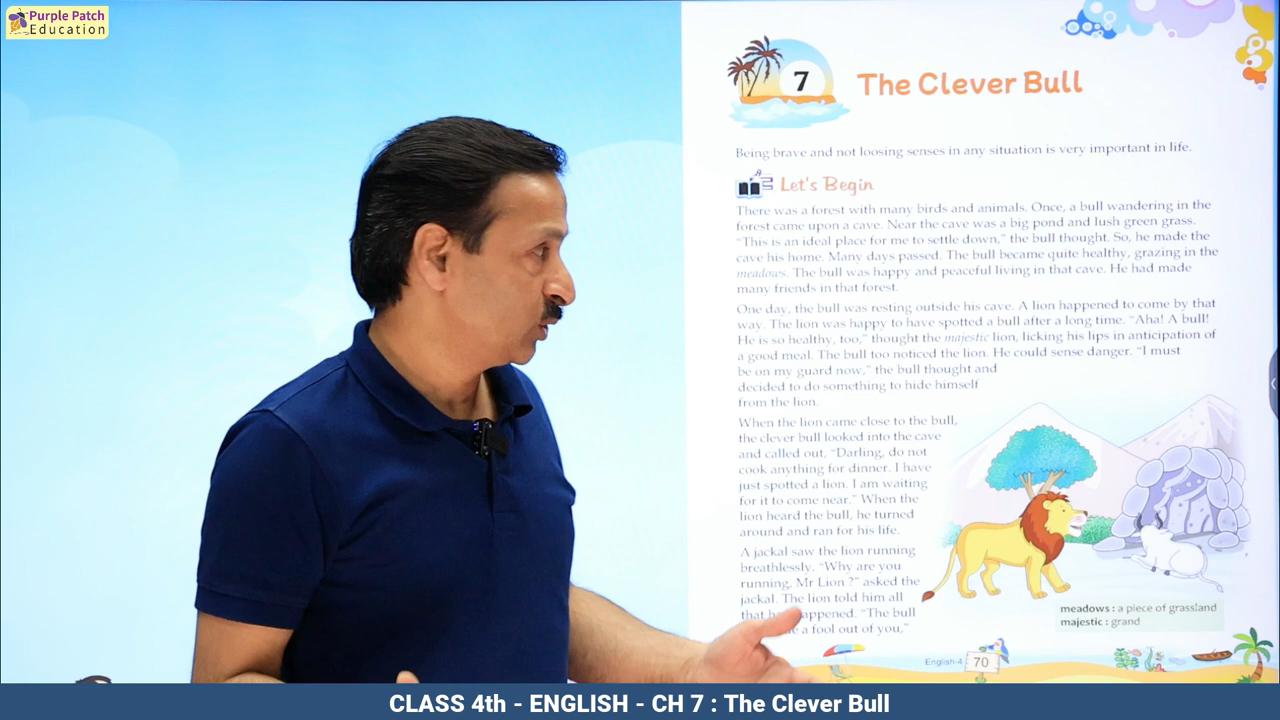 Purple Patch
Education
7
The Clever Bull
Being brave and not loosing senses in any situation is very important in life.
Let's Begin
There was a forest with many birds and animals. Once, a bull wandering in the
forest came upon a cave. Near the cave was a big pond and lush green grass.
"This is an ideal place for me to settle down," the bull thought. So, he made the
cave his home. Many days passed. The bull became quite healthy, grazing in the
meadows. The bull was happy and peaceful living in that cave. He had made
many friends in that forest.
One day, the bull was resting outside his cave. A lion happened to come by that
way. The lion was happy to have spotted a bull after a long time. "Aha! A bull!
He is so healthy, too," thought the majestic lion, licking his lips in anticipation of
a good meal. The bull too noticed the lion. He could sense danger. "I must
be on my guard now," the bull thought and
decided to do something to hide himself
from the lion.
When the lion came close to the bull,
the clever bull looked into the cave
and called out, "Darling, do not
cook anything for dinner. I have
just spotted a lion. I am waiting
for it to come near." When the
lion heard the bull, he turned
around and ran for his life.
A jackal saw the lion running
breathlessly. "Why are you
running, Mr Lion ?" asked the
jackal. The lion told him all
that appened. "The bull
a fool out of you,"
meadows : a piece of grassland
majestic : grand
English-4 70
CLASS 4th - ENGLISH - CH 7 : The Clever Bull